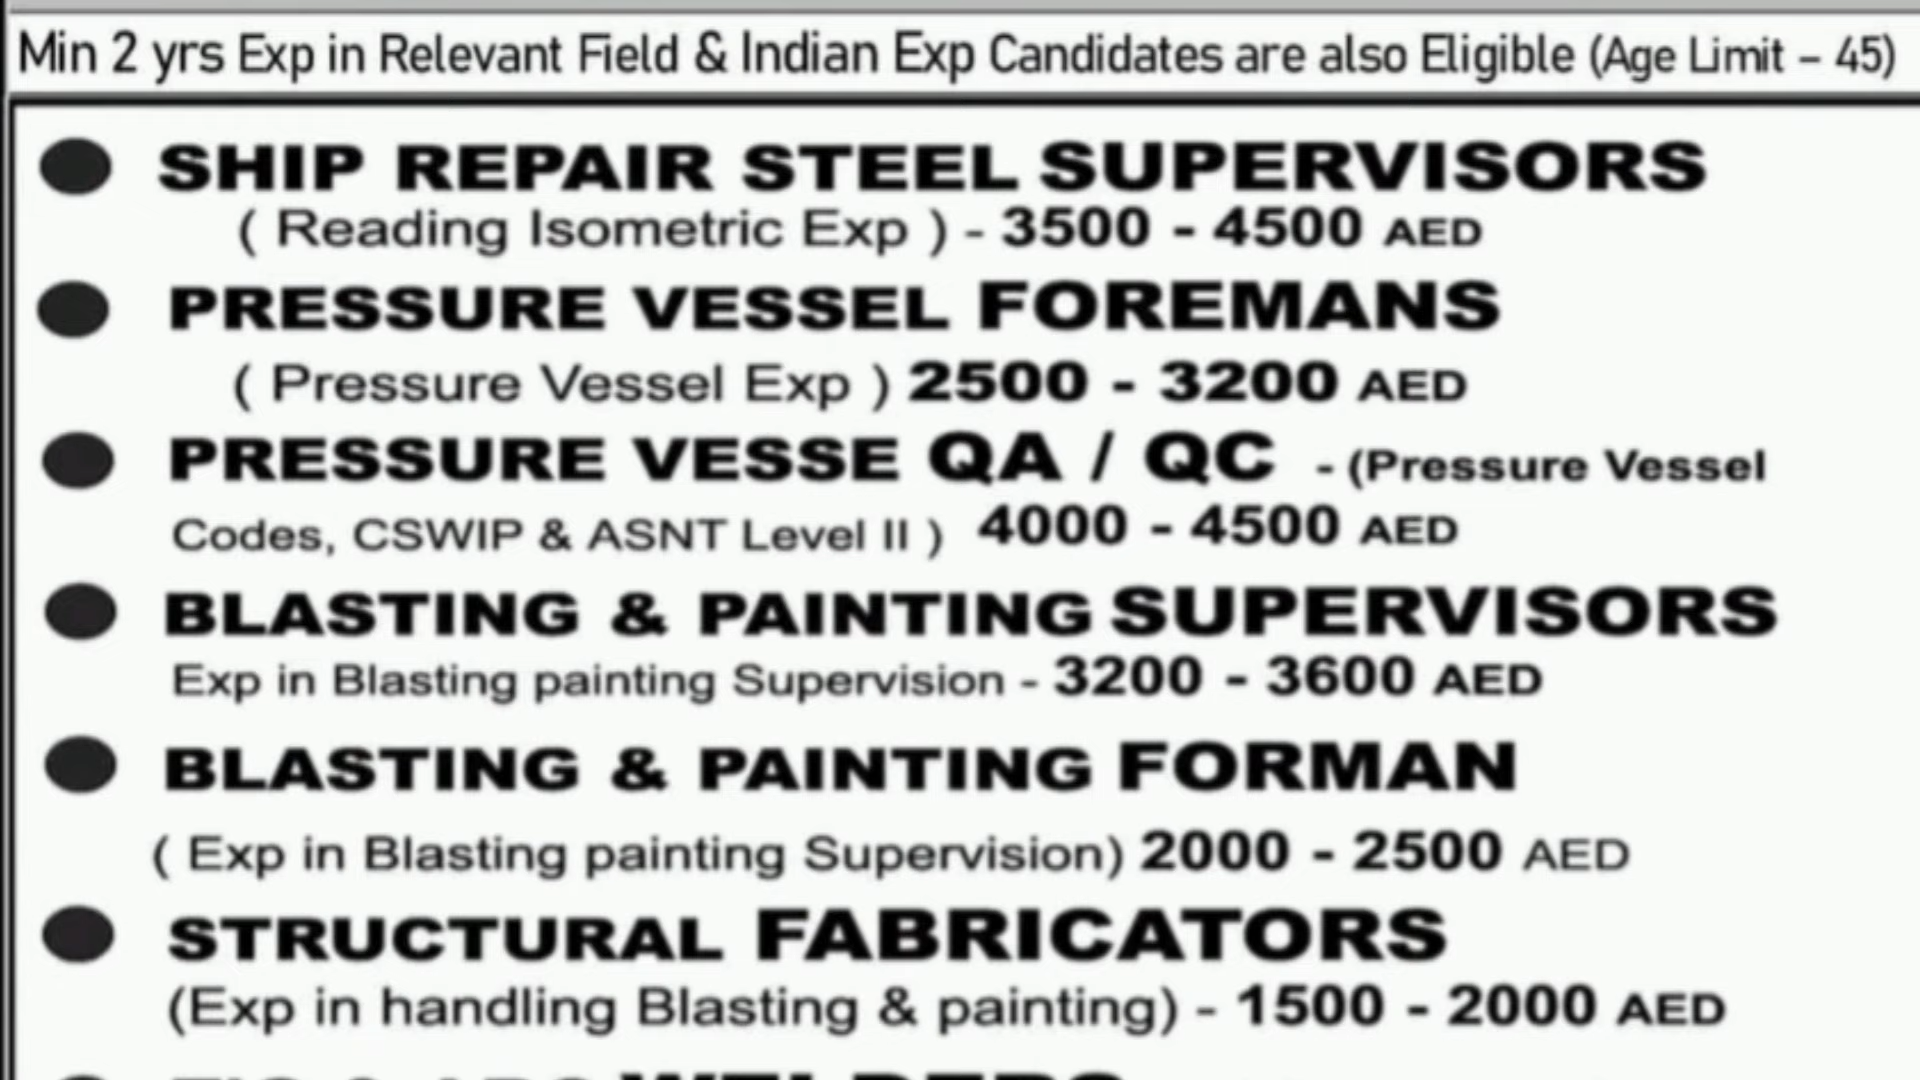 Min 2 yrs Exp in Relevant Field & Indian Exp Candidates are also Eligible (Age Limit – 45)
SHIP REPAIR STEEL SUPERVISORS
( Reading Isometric Exp ) - 3500 - 4500 AED
PRESSURE VESSEL FOREMANS
( Pressure Vessel Exp ) 2500 - 3200 AED
PRESSURE VESSE QA / QC - (Pressure Vessel
Codes, CSWIP & ASNT Level II ) 4000 - 4500 AED
BLASTING & PAINTING SUPERVISORS
Exp in Blasting painting Supervision - 3200 - 3600 AED
BLASTING & PAINTING FORMAN
( Exp in Blasting painting Supervision) 2000 - 2500 AED
STRUCTURAL FABRICATORS
(Exp in handling Blasting & painting) - 1500 - 2000 AED
WELDERS